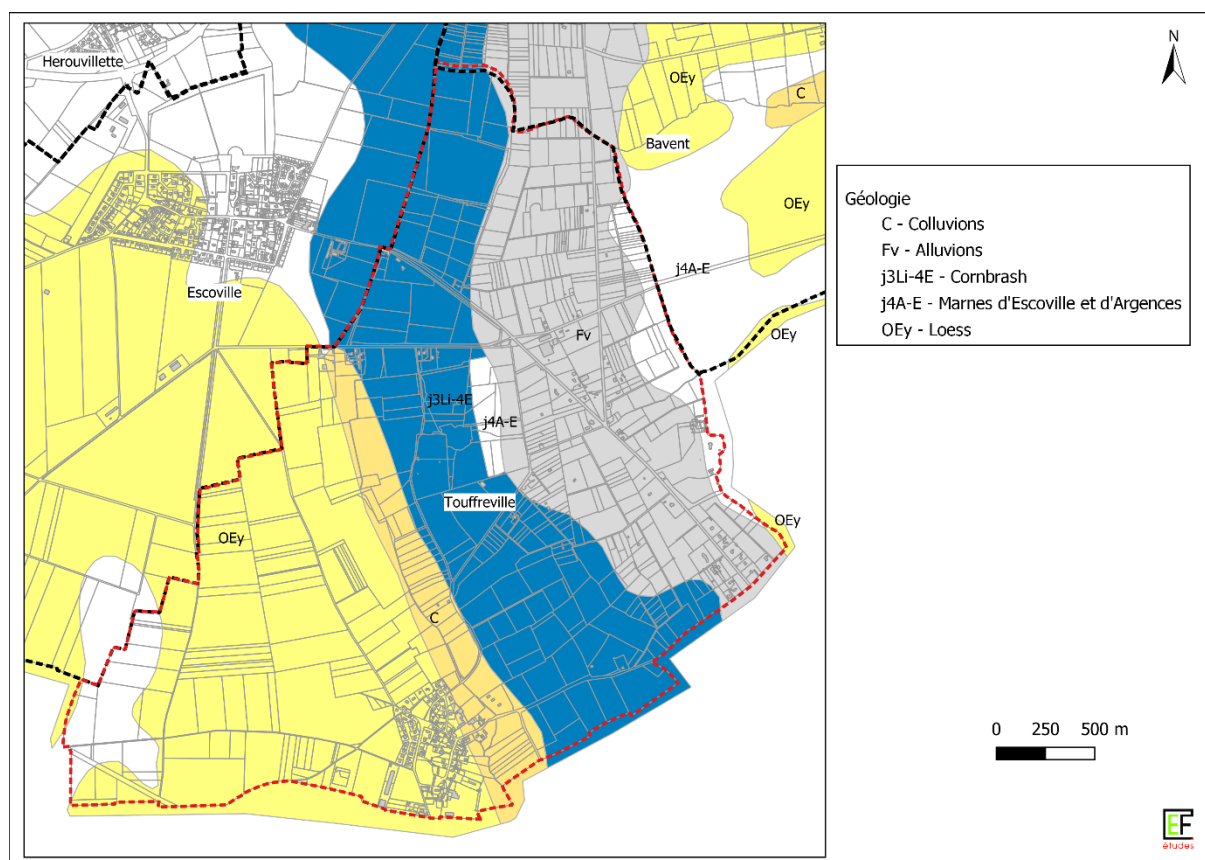 Herouvillette
OEy
C
N
Bavent
OEy
j4A-E
Escoville
Fv
OEy
j3Li-4E
j4A-E
Touffreville
OEy
OEy
C
Géologie
C - Colluvions
Fv - Alluvions
j3Li-4E - Cornbrash
j4A-E - Marnes d'Escoville et d'Argences
OEy - Loess
0 250 500 m
CEF
études